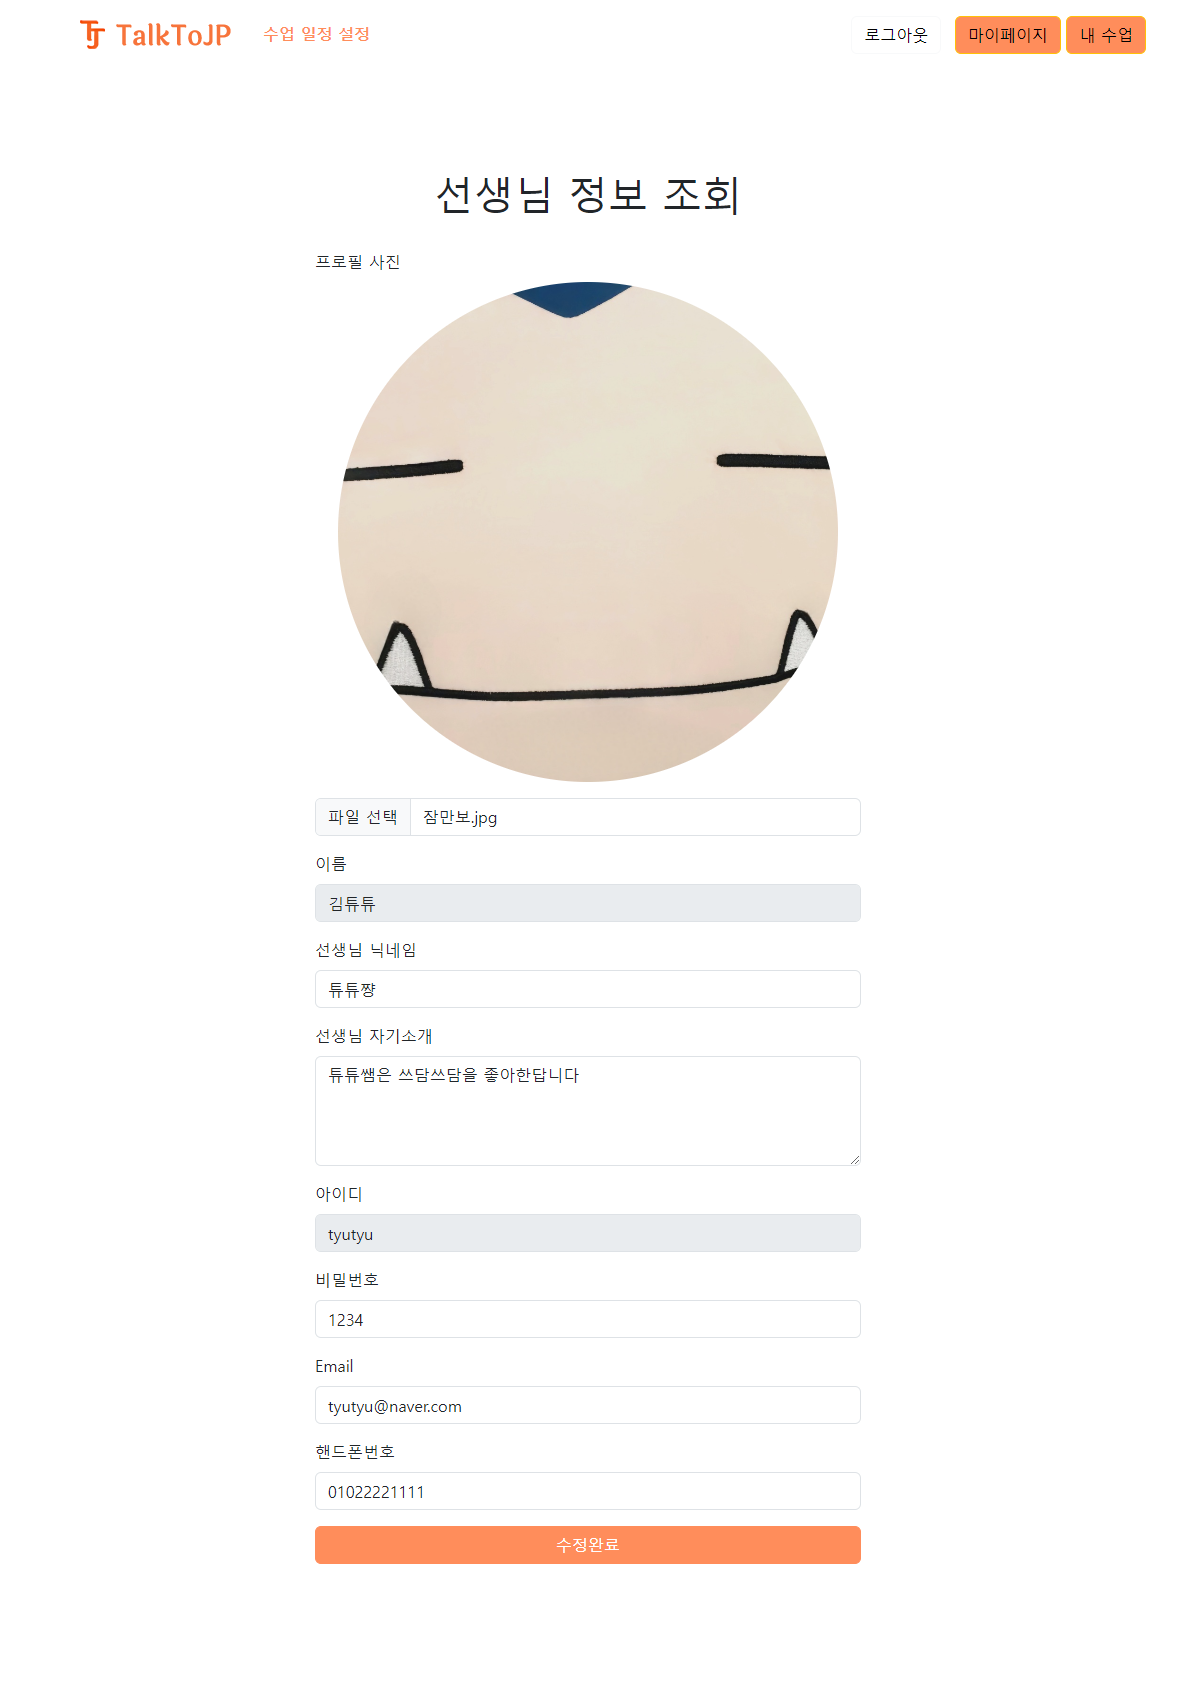 TalkToJP 수업 일정 설정 로그아웃 마이페이지 내 수업
선생님 정보 조회
프로필 사진
파일 선택 잠만보.jpg
이름
김튜튜
선생님 닉네임
튜튜쨩
선생님 자기소개
튜튜쌤은 쓰담쓰담을 좋아한답니다
아이디
tyutyu
비밀번호
1234
Email
tyutyu@naver.com
핸드폰번호
01022221111
수정완료